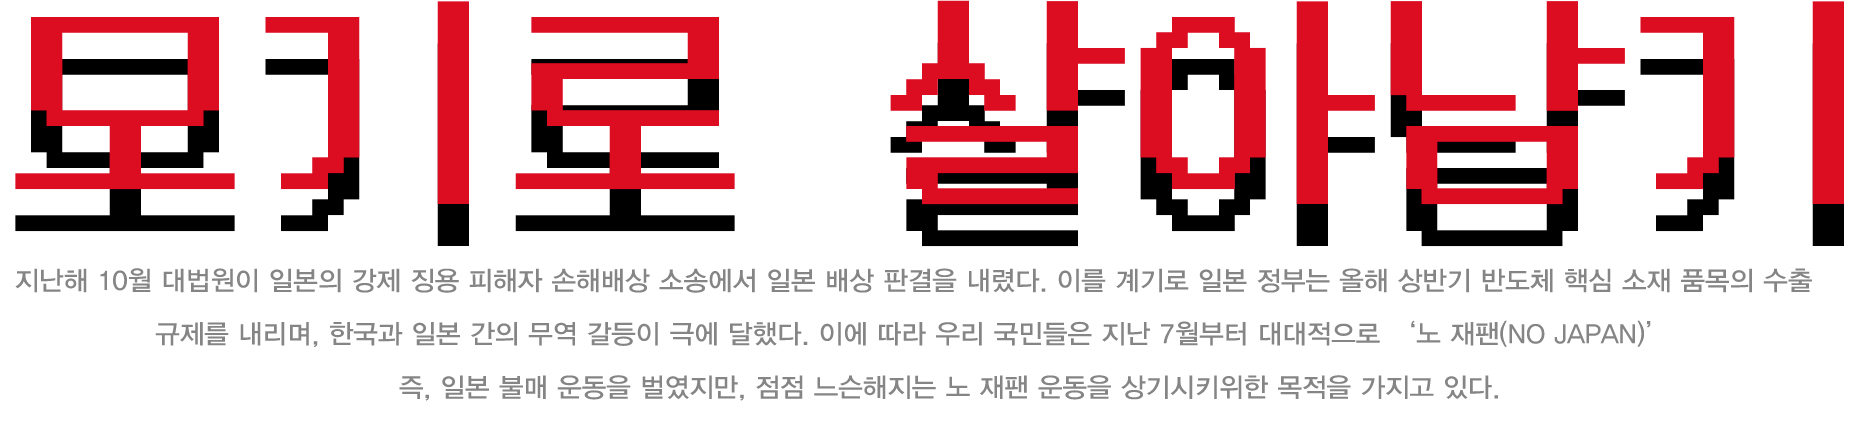 모기로 살아남기
지난해 10월 대법원이 일본의 강제 징용 피해자 손해배상 소송에서 일본 배상 판결을 내렸다. 이를 계기로 일본 정부는 올해 상반기 반도체 핵심 소재 품목의 수출
규제를 내리며, 한국과 일본 간의 무역 갈등이 극에 달했다. 이에 따라 우리 국민들은 지난 7월부터 대대적으로 ‘노 재팬(NO JAPAN)’
즉, 일본 불매 운동을 벌였지만, 점점 느슨해지는 노 재팬 운동을 상기시키위한 목적을 가지고 있다.